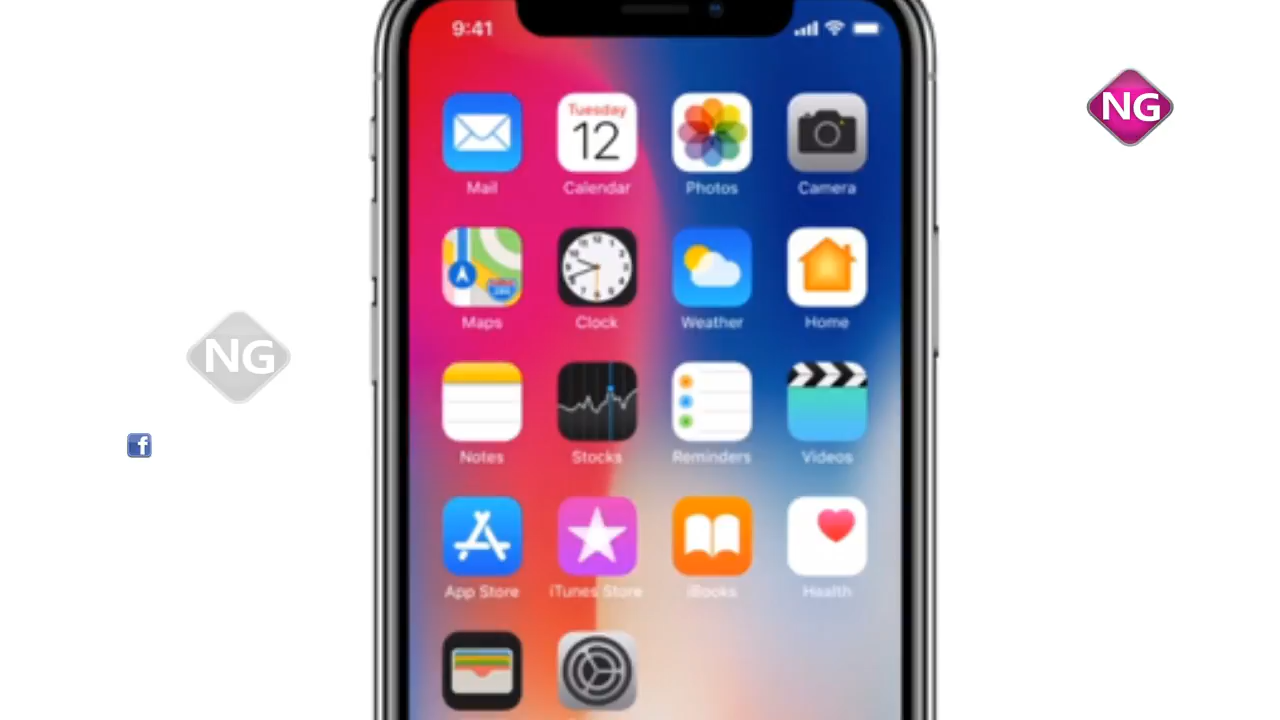 9:41
NG
Tuesday
12
Mail
Calendar
Photos
Camera
Maps
Clock
Weather
Home
NG
f
Notes
Stocks
Reminders
Videos
App Store
iTunes Store
iBooks
Health